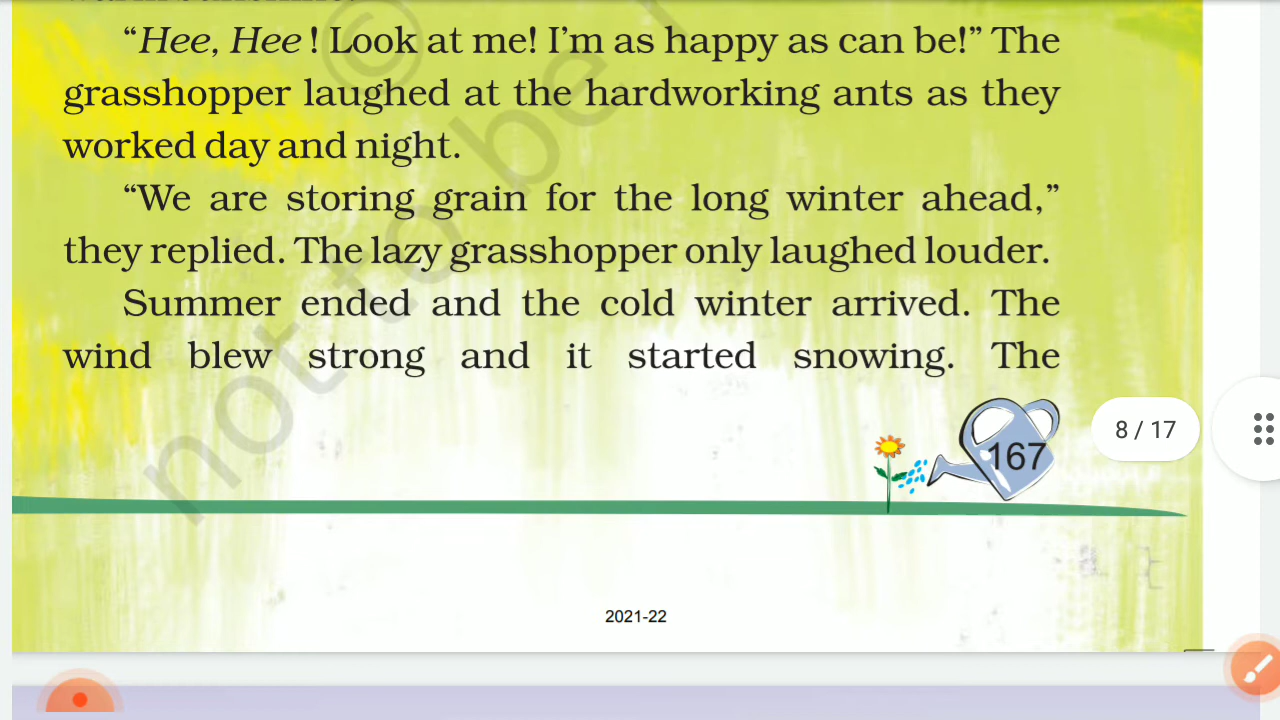 “Hee, Hee ! Look at me! I’m as happy as can be!” The
grasshopper laughed at the hardworking ants as they
worked day and night.
“We are storing grain for the long winter ahead,”
they replied. The lazy grasshopper only laughed louder.
Summer ended and the cold winter arrived. The
wind blew strong and it started snowing. The
8 / 17
167
not to be
©
2021-22